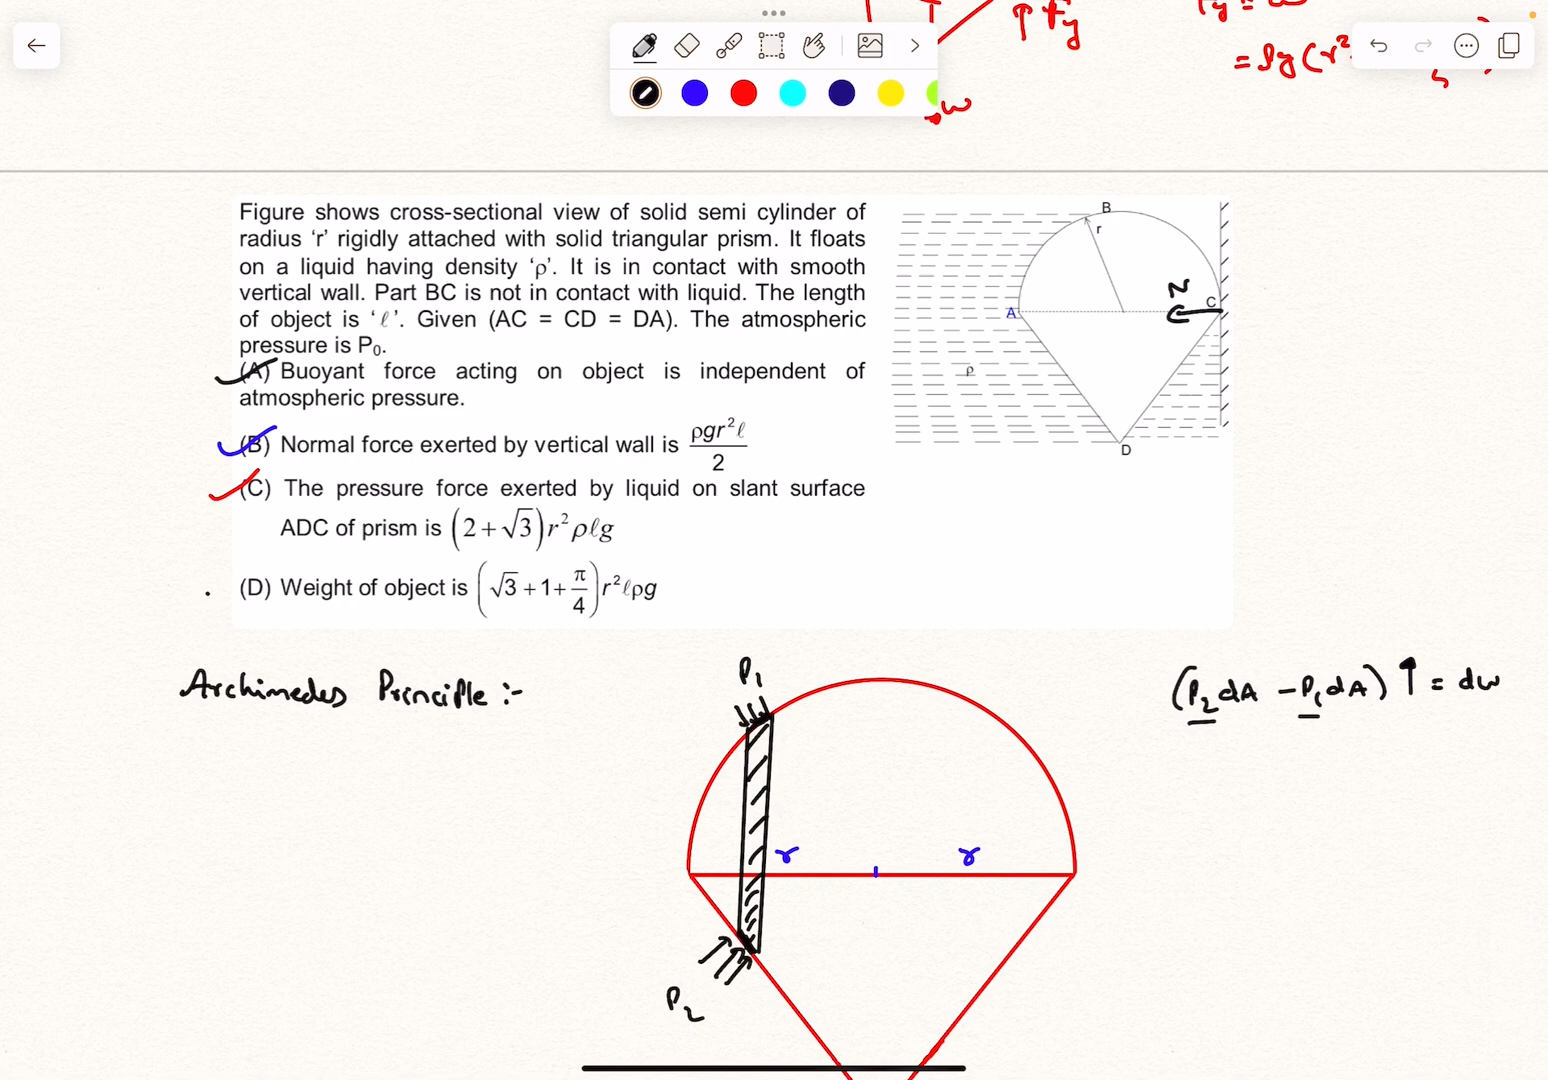 ↑ Fy
= ρg(r²
w
Figure shows cross-sectional view of solid semi cylinder of
radius ‘r’ rigidly attached with solid triangular prism. It floats
on a liquid having density ‘ρ’. It is in contact with smooth
vertical wall. Part BC is not in contact with liquid. The length
of object is ‘ℓ’. Given (AC = CD = DA). The atmospheric
pressure is P₀.
(A) Buoyant force acting on object is independent of
atmospheric pressure.
(B) Normal force exerted by vertical wall is ρgr²ℓ/2
(C) The pressure force exerted by liquid on slant surface
ADC of prism is (2+√3)r²ρℓg
(D) Weight of object is (√3+1+π/4)r²ℓρg
B
r
N
C
A
ρ
D
Archimedes Principle :-
P₁
(P₂dA – P₁dA) ↑ = dw
r r
P₂